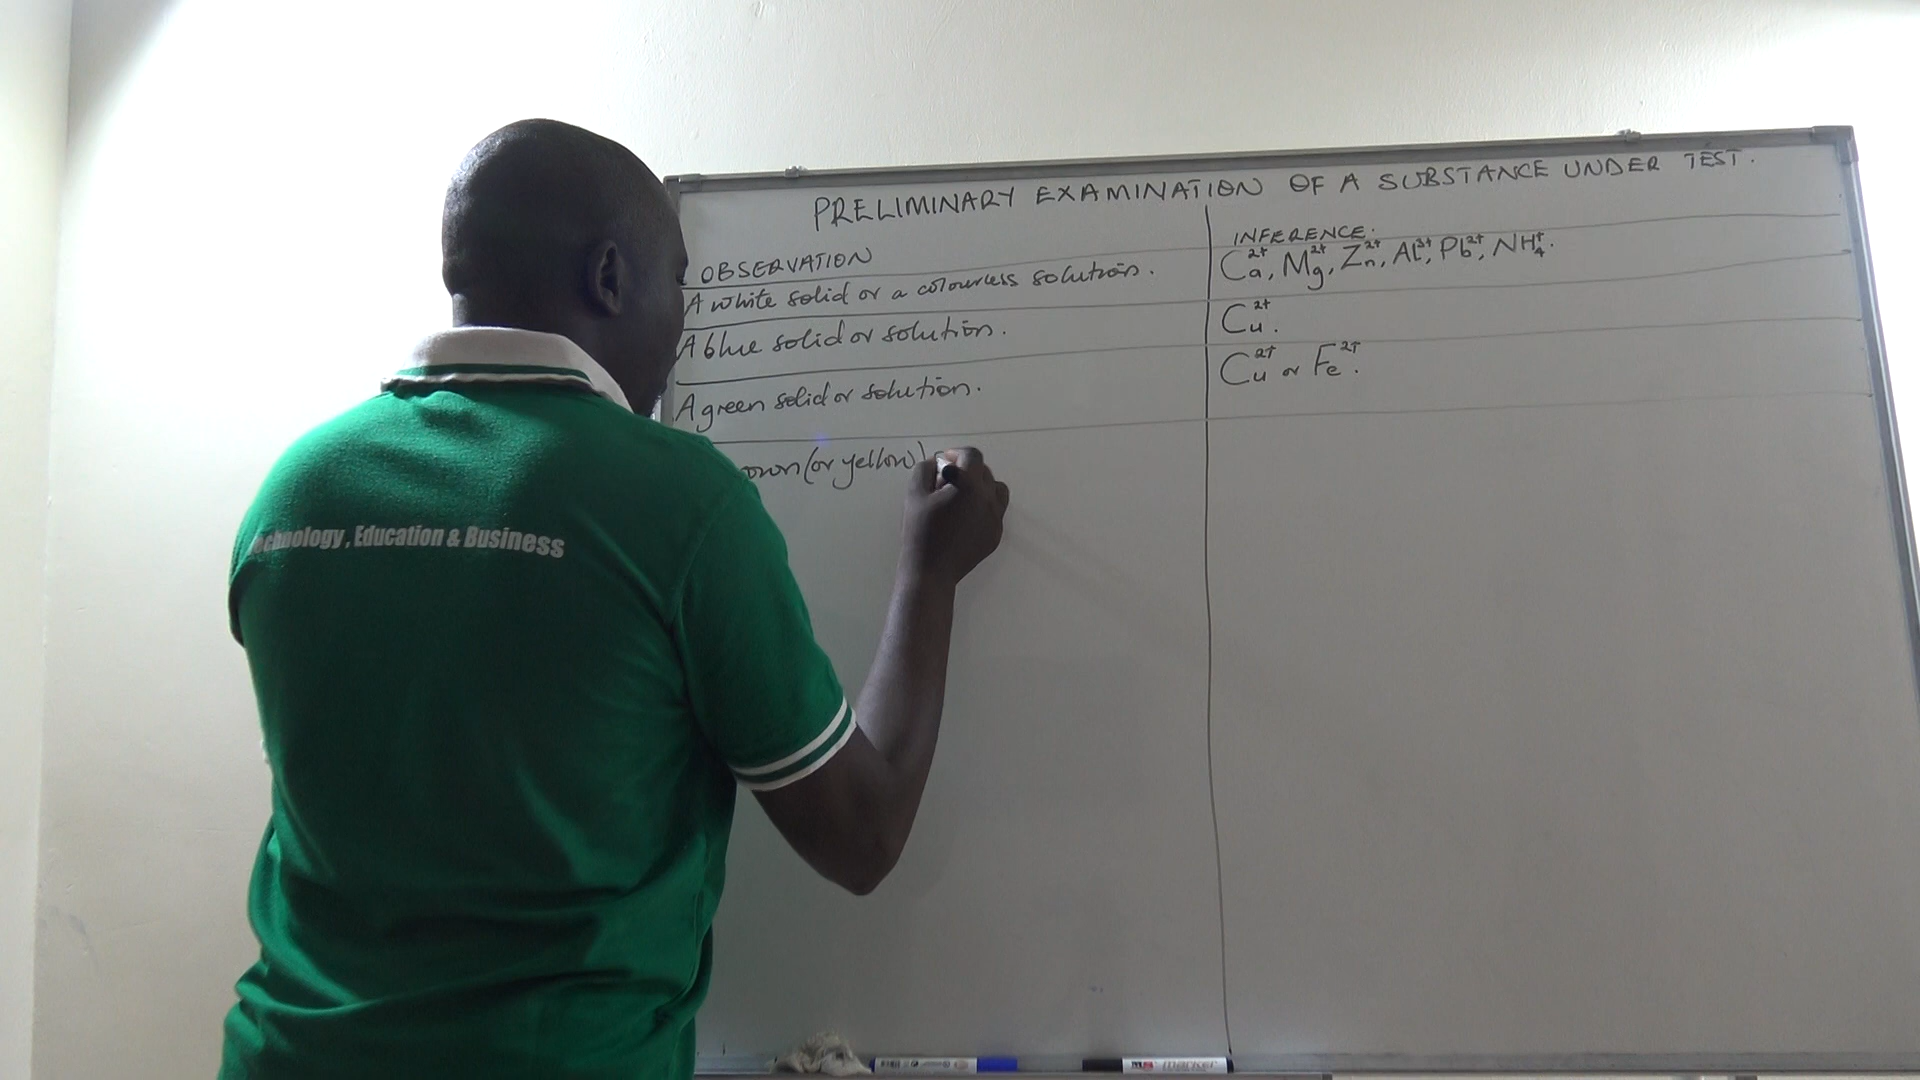 PRELIMINARY EXAMINATION OF A SUBSTANCE UNDER TEST.
OBSERVATION
INFERENCE.
A white solid or a colourless solution.
Ca²⁺, Mg²⁺, Zn²⁺, Al³⁺, Pb²⁺, NH₄⁺.
A blue solid or solution.
Cu²⁺.
A green solid or solution.
Cu²⁺ or Fe²⁺.
(or yellow)
, Education & Business
marker